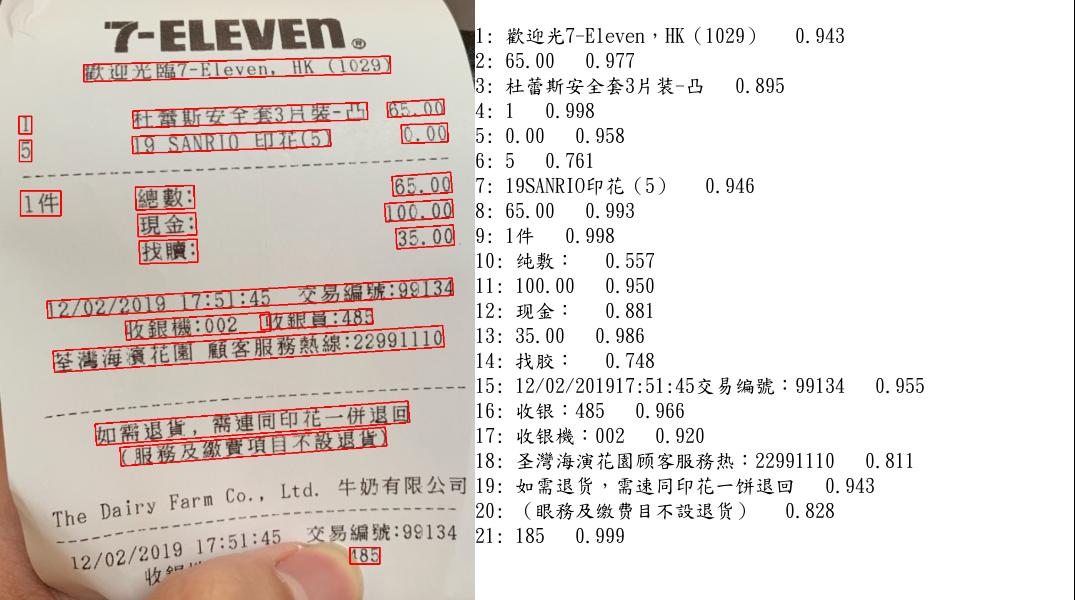 7-ELEVEN®
歡迎光臨7-Eleven, HK (1029)
1 杜蕾斯安全套3片裝-凸 65.00
5 19 SANRIO 印花(5) 0.00
1件 總數: 65.00
現金: 100.00
找贖: 35.00
12/02/2019 17:51:45 交易編號:99134
收銀機:002 收銀員:485
荃灣海濱花園 顧客服務熱線:22991110
如需退貨, 需連同印花一併退回
(服務及繳費項目不設退貨)
The Dairy Farm Co., Ltd. 牛奶有限公司
12/02/2019 17:51:45 交易編號:99134
收銀 485
1: 歡迎光7-Eleven,HK(1029) 0.943
2: 65.00 0.977
3: 杜蕾斯安全套3片裝-凸 0.895
4: 1 0.998
5: 0.00 0.958
6: 5 0.761
7: 19SANRIO印花(5) 0.946
8: 65.00 0.993
9: 1件 0.998
10: 纯敷: 0.557
11: 100.00 0.950
12: 现金: 0.881
13: 35.00 0.986
14: 找胶: 0.748
15: 12/02/201917:51:45交易编號:99134 0.955
16: 收银:485 0.966
17: 收银機:002 0.920
18: 圣灣海演花園顾客服務热:22991110 0.811
19: 如需退货,需速同印花一饼退回 0.943
20: (眼務及缴费目不設退货) 0.828
21: 185 0.999